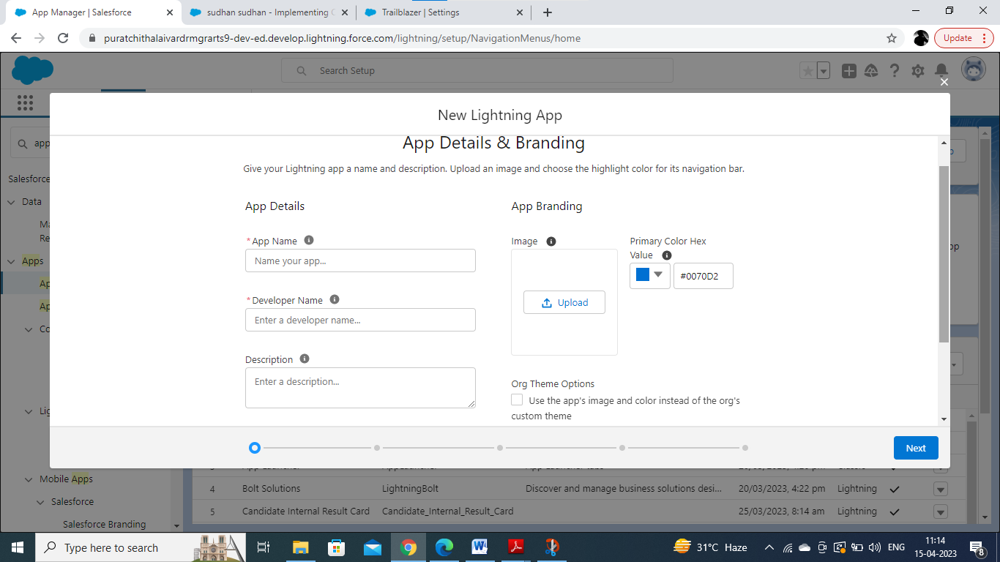 App Manager | Salesforce
sudhan sudhan - Implementing
Trailblazer | Settings
puratchithalaivardrmgrarts9-dev-ed.develop.lightning.force.com/lightning/setup/NavigationMenus/home
Update
Search Setup
New Lightning App
app
App Details & Branding
Give your Lightning app a name and description. Upload an image and choose the highlight color for its navigation bar.
Salesforce
Data
App Details
App Branding
* App Name
Image
Primary Color Hex
Value
Name your app...
#0070D2
Apps
Upload
* Developer Name
Enter a developer name...
Description
Enter a description...
Org Theme Options
Use the app's image and color instead of the org's
custom theme
Next
Mobile Apps
4 Bolt Solutions LightningBolt Discover and manage business solutions desi... 20/03/2023, 4:22 pm Lightning
Salesforce
5 Candidate Internal Result Card Candidate_Internal_Result_Card 25/03/2023, 8:14 am Lightning
Salesforce Branding
Type here to search
31°C Haze
ENG
11:14
15-04-2023
8